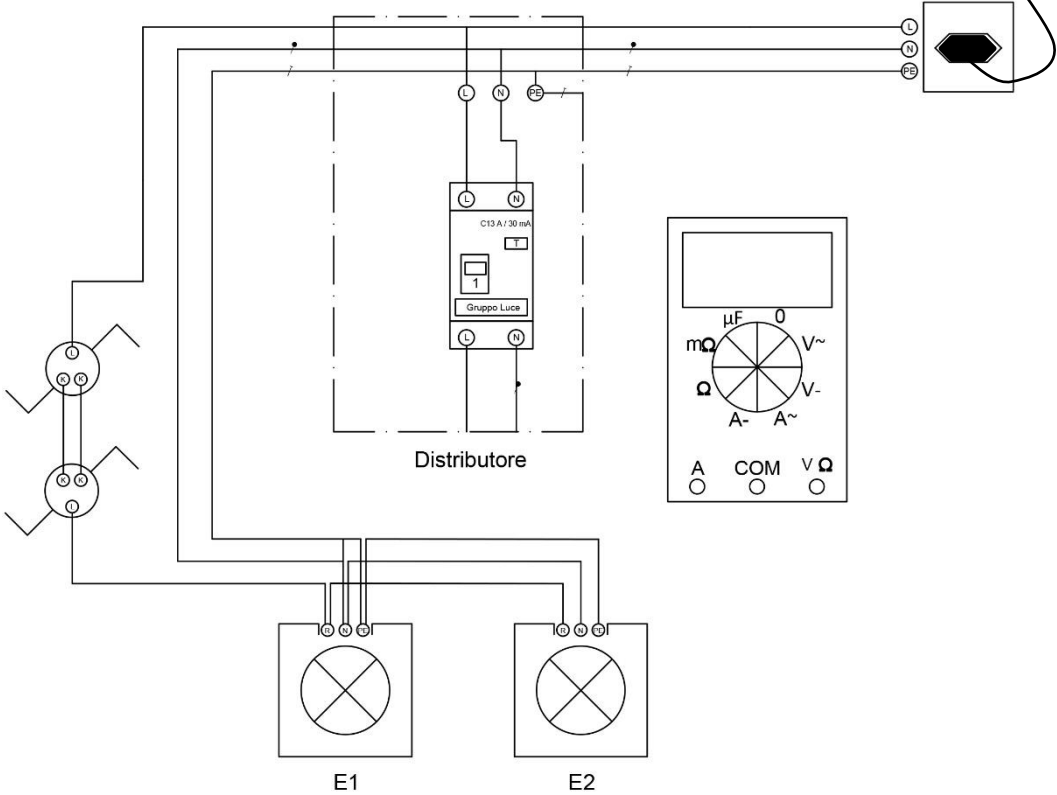 L
N
PE
L N PE
L N
C13 A / 30 mA
T
1
Gruppo Luce
L N
Distributore
L
K K
K K
L
µF 0
mΩ V~
Ω V-
A- A~
A COM V Ω
R N PE
R N PE
E1 E2